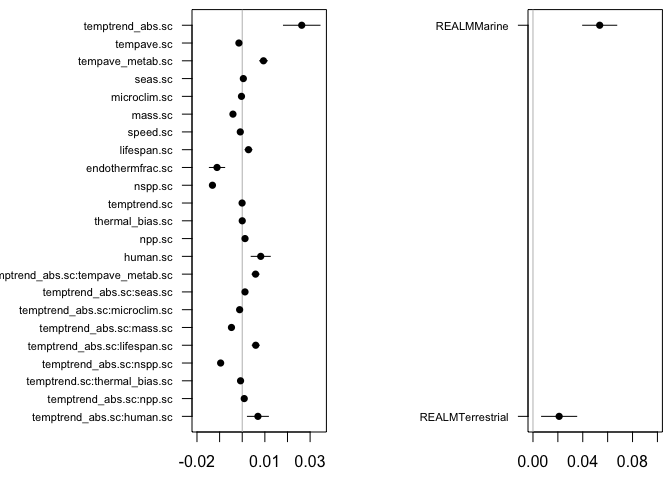 temptrend_abs.sc
tempave.sc
tempave_metab.sc
seas.sc
microclim.sc
mass.sc
speed.sc
lifespan.sc
endothermfrac.sc
nspp.sc
temptrend.sc
thermal_bias.sc
npp.sc
human.sc
mptrend_abs.sc:tempave_metab.sc
temptrend_abs.sc:seas.sc
temptrend_abs.sc:microclim.sc
temptrend_abs.sc:mass.sc
temptrend_abs.sc:lifespan.sc
temptrend_abs.sc:nspp.sc
temptrend.sc:thermal_bias.sc
temptrend_abs.sc:npp.sc
temptrend_abs.sc:human.sc
-0.02 0.01 0.03
REALMMarine
REALMTerrestrial
0.00 0.04 0.08